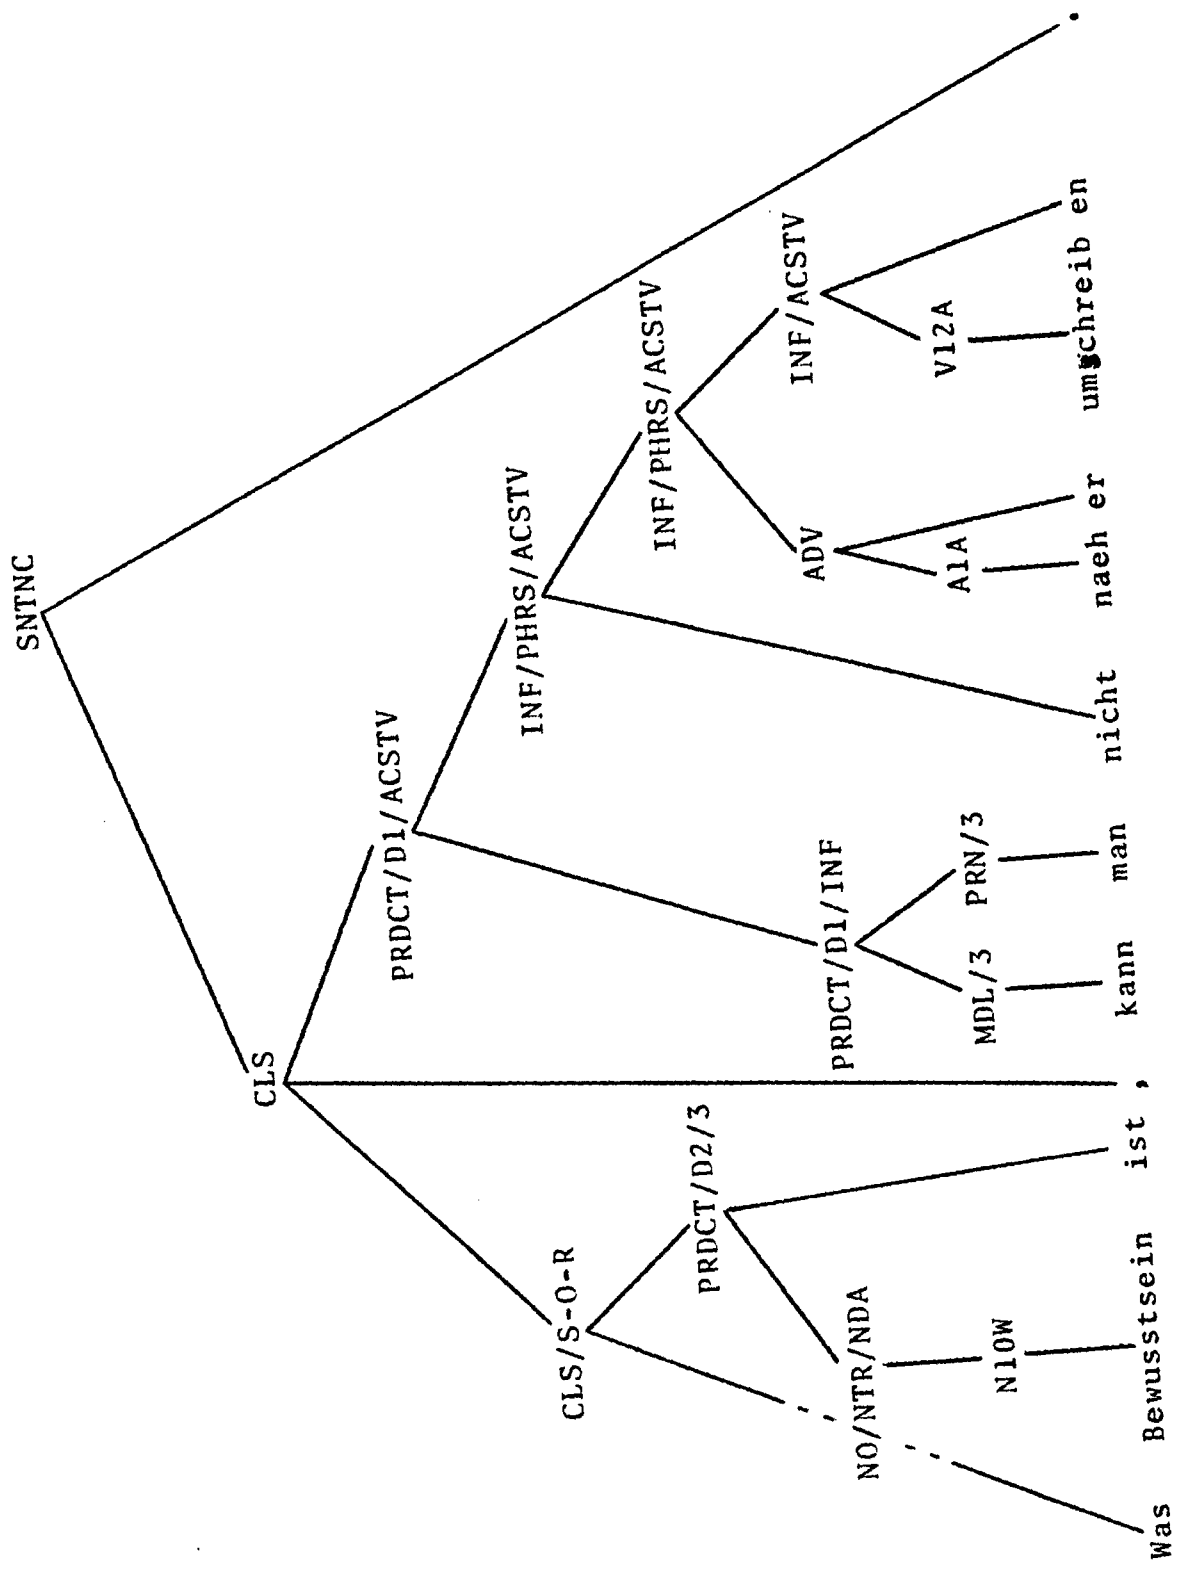 SNTNC
CLS
PRDCT/D1/ACSTV
CLS/S-O-R INF/PHRS/ACSTV
PRDCT/D2/3 INF/PHRS/ACSTV
NO/NTR/NDA PRDCT/D1/INF ADV INF/ACSTV
N10W MDL/3 PRN/3 A1A V12A
Was Bewusstsein ist , kann man nicht naeh er umschreib en .